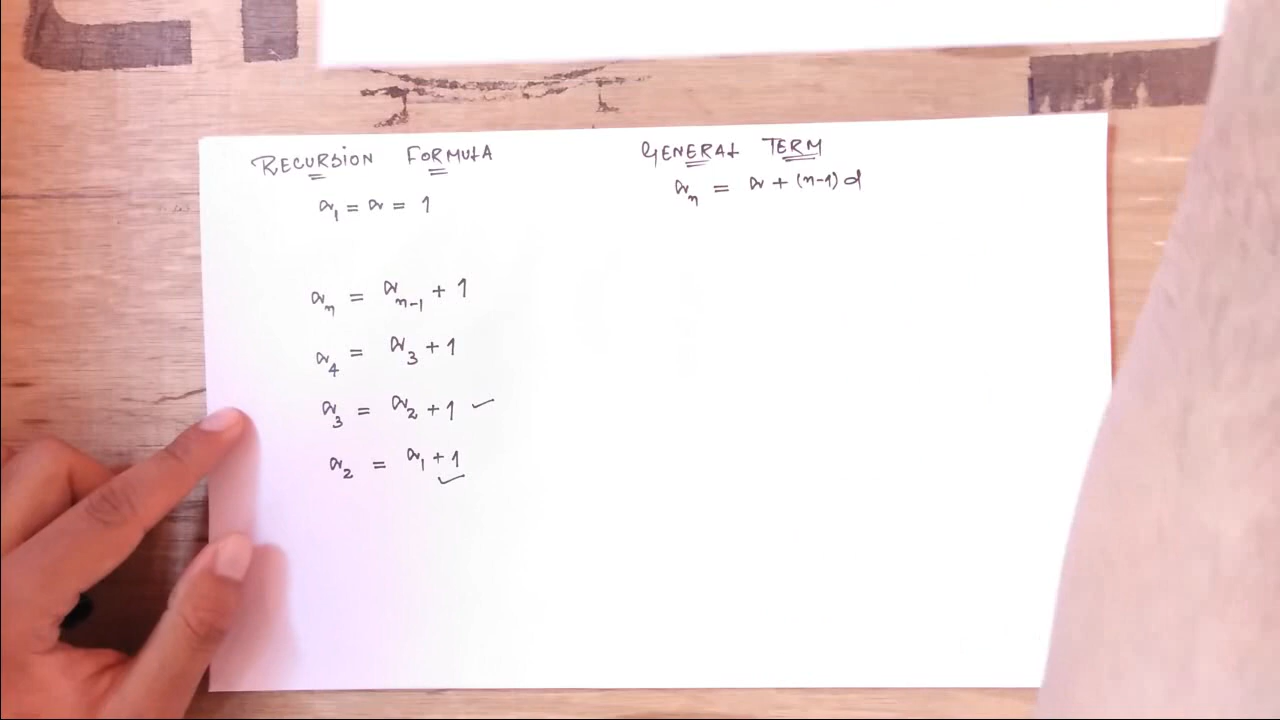 RECURSION FORMULA
a₁ = a = 1
aₙ = aₙ₋₁ + 1
a₄ = a₃ + 1
a₃ = a₂ + 1 ✓
a₂ = a₁ + 1 ✓
GENERAL TERM
aₙ = a + (n-1) d